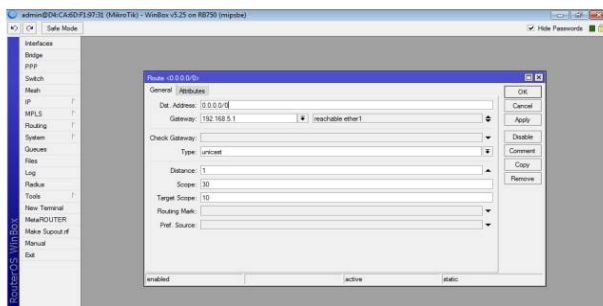 admin@D4:CA:6D:F1:97:31 (MikroTik) - WinBox v5.25 on RB750 (mipsbe)
Safe Mode
Hide Passwords
Interfaces
Bridge
PPP
Switch
Mesh
IP
MPLS
Routing
System
Queues
Files
Log
Radius
Tools
New Terminal
MetaROUTER
Make Supout.rif
Manual
Exit
RouterOS WinBox
Route <0.0.0.0/0>
General Attributes
Dst. Address: 0.0.0.0/0
Gateway: 192.168.5.1 reachable ether1
Check Gateway:
Type: unicast
Distance: 1
Scope: 30
Target Scope: 10
Routing Mark:
Pref. Source:
OK
Cancel
Apply
Disable
Comment
Copy
Remove
enabled active static